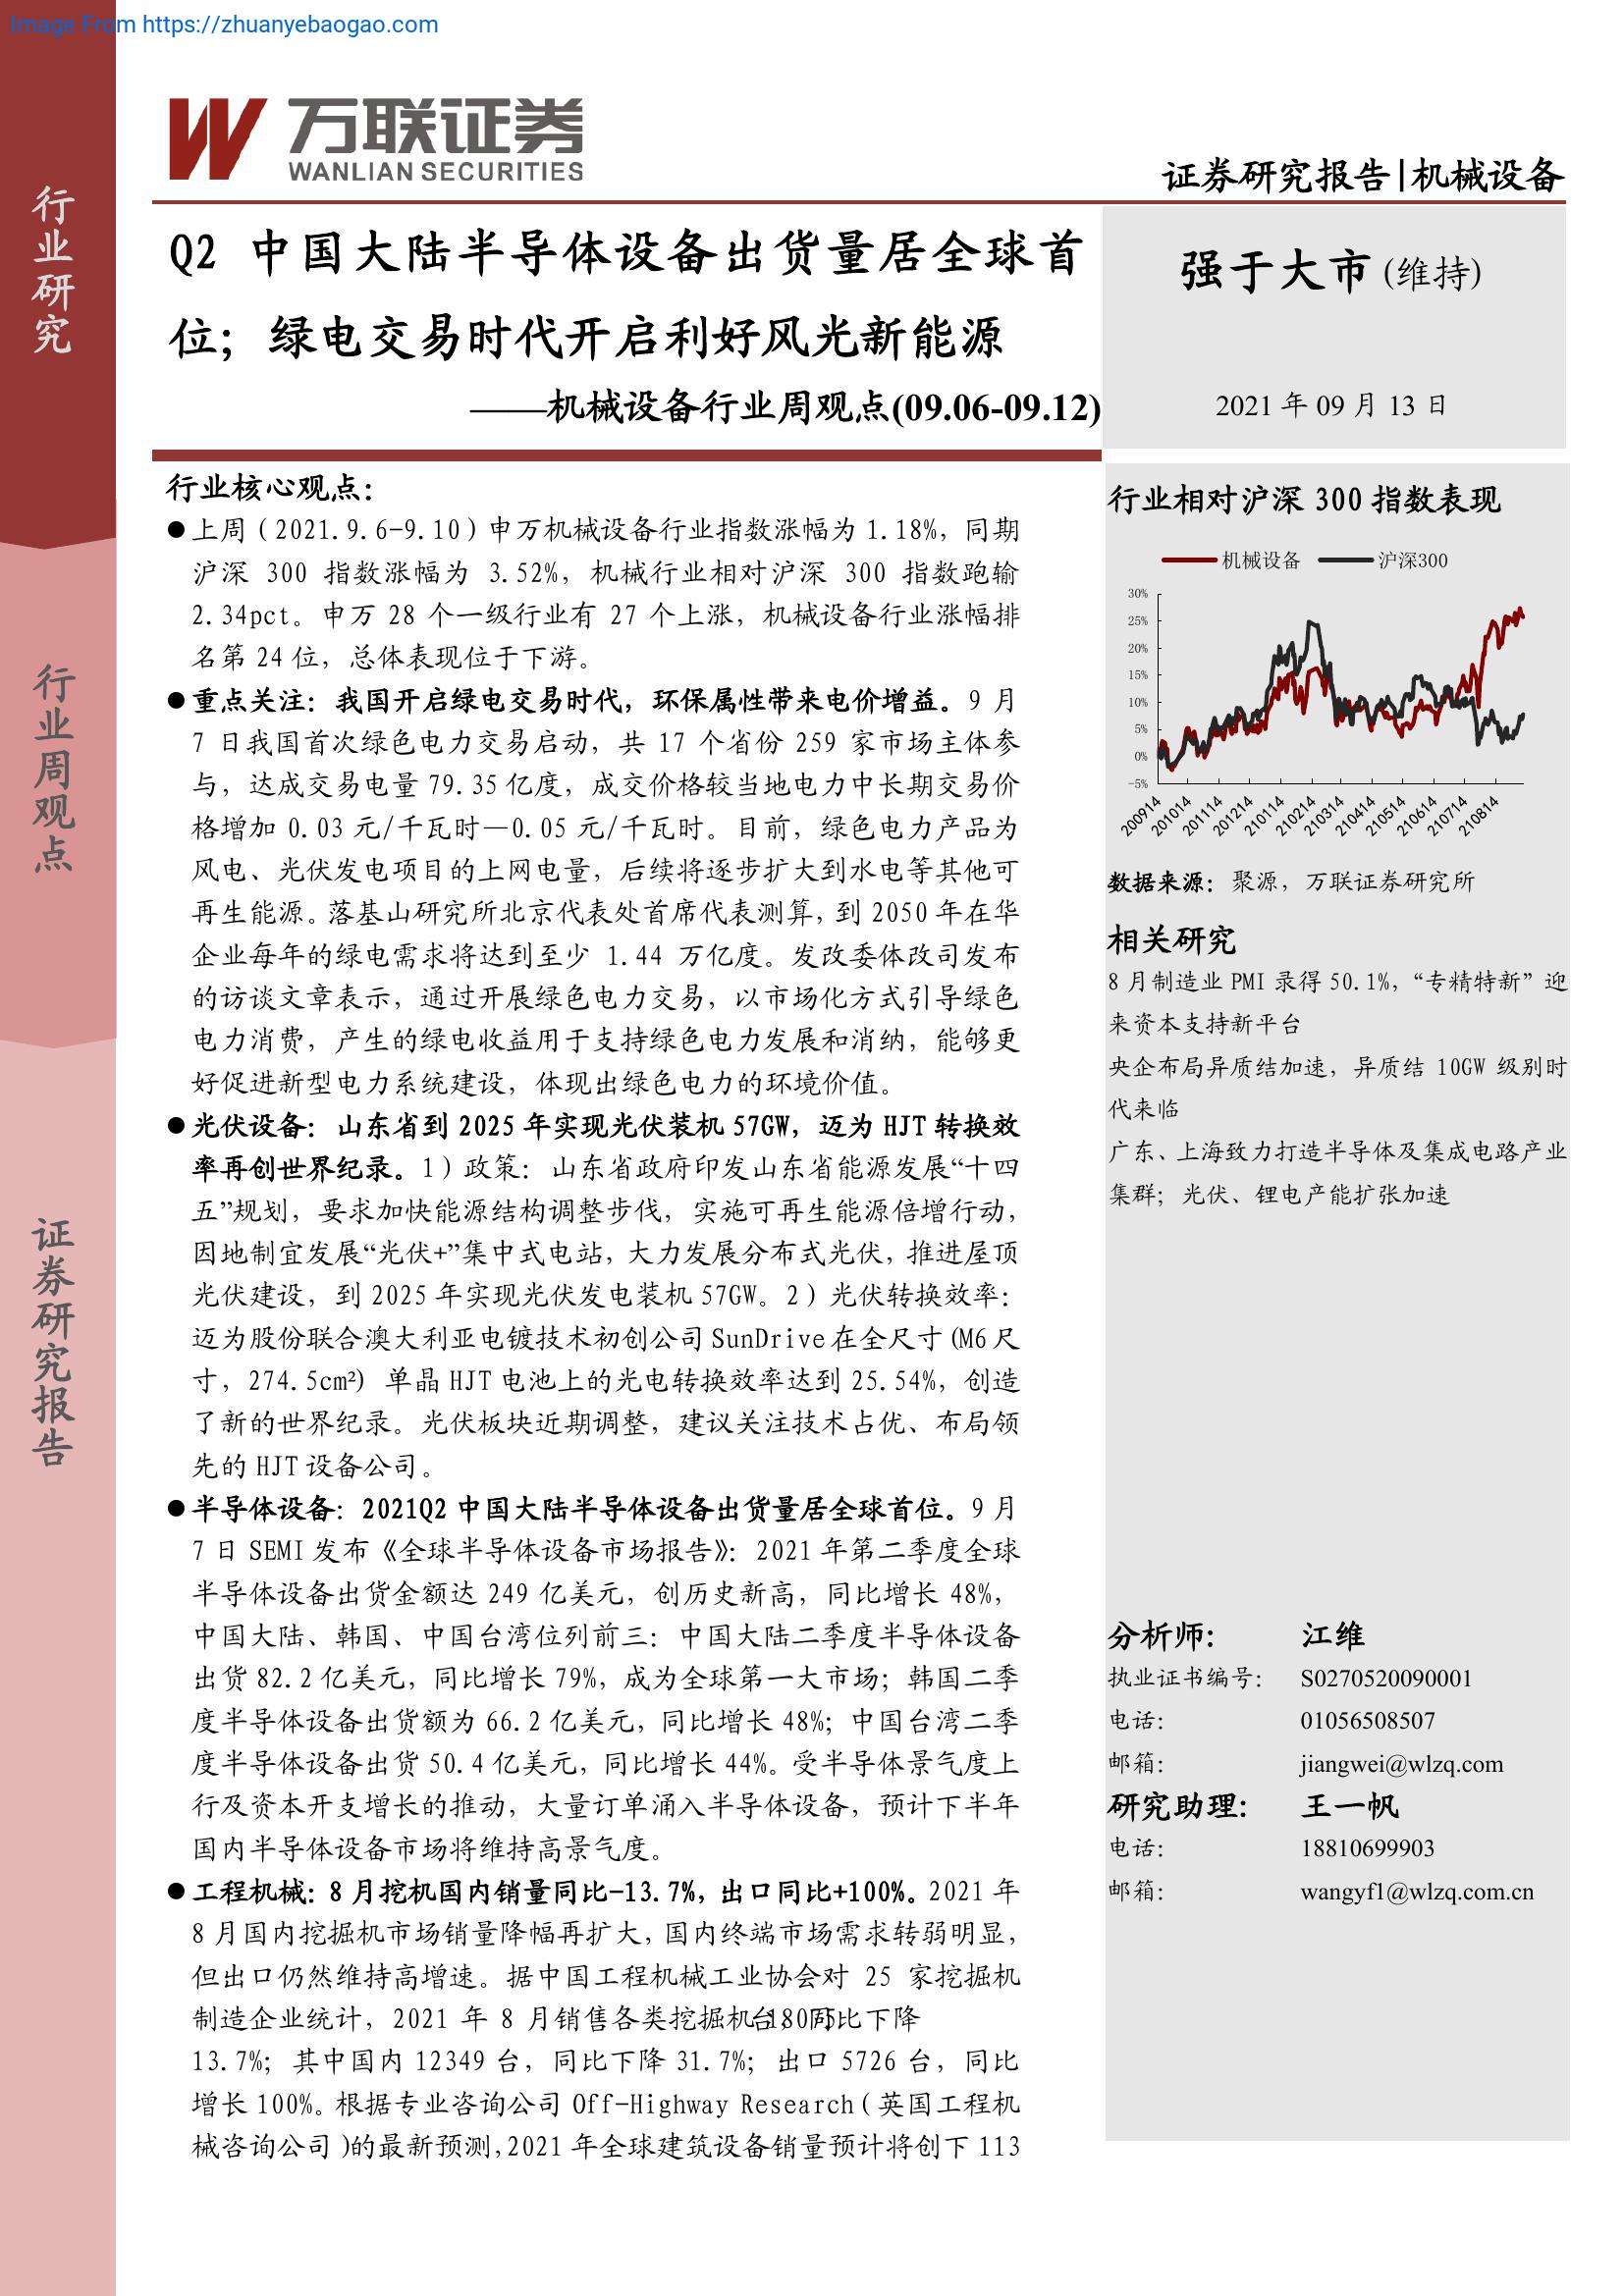 Image From https://zhuanyebaogao.com
万联证券
WANLIAN SECURITIES
证券研究报告|机械设备
行业研究
行业周观点
证券研究报告
Q2 中国大陆半导体设备出货量居全球首
位；绿电交易时代开启利好风光新能源
——机械设备行业周观点(09.06-09.12)
强于大市(维持)
2021 年 09 月 13 日
行业核心观点：
●上周（2021.9.6-9.10）申万机械设备行业指数涨幅为 1.18%，同期
沪深 300 指数涨幅为 3.52%，机械行业相对沪深 300 指数跑输
2.34pct。申万 28 个一级行业有 27 个上涨，机械设备行业涨幅排
名第 24 位，总体表现位于下游。
●重点关注：我国开启绿电交易时代，环保属性带来电价增益。9 月
7 日我国首次绿色电力交易启动，共 17 个省份 259 家市场主体参
与，达成交易电量 79.35 亿度，成交价格较当地电力中长期交易价
格增加 0.03 元/千瓦时—0.05 元/千瓦时。目前，绿色电力产品为
风电、光伏发电项目的上网电量，后续将逐步扩大到水电等其他可
再生能源。落基山研究所北京代表处首席代表测算，到 2050 年在华
企业每年的绿电需求将达到至少 1.44 万亿度。发改委体改司发布
的访谈文章表示，通过开展绿色电力交易，以市场化方式引导绿色
电力消费，产生的绿电收益用于支持绿色电力发展和消纳，能够更
好促进新型电力系统建设，体现出绿色电力的环境价值。
●光伏设备：山东省到 2025 年实现光伏装机 57GW，迈为 HJT 转换效
率再创世界纪录。1）政策：山东省政府印发山东省能源发展“十四
五”规划，要求加快能源结构调整步伐，实施可再生能源倍增行动，
因地制宜发展“光伏+”集中式电站，大力发展分布式光伏，推进屋顶
光伏建设，到 2025 年实现光伏发电装机 57GW。2）光伏转换效率：
迈为股份联合澳大利亚电镀技术初创公司 SunDrive 在全尺寸(M6 尺
寸，274.5cm²) 单晶 HJT 电池上的光电转换效率达到 25.54%，创造
了新的世界纪录。光伏板块近期调整，建议关注技术占优、布局领
先的 HJT 设备公司。
●半导体设备：2021Q2 中国大陆半导体设备出货量居全球首位。9 月
7 日 SEMI 发布《全球半导体设备市场报告》：2021 年第二季度全球
半导体设备出货金额达 249 亿美元，创历史新高，同比增长 48%，
中国大陆、韩国、中国台湾位列前三：中国大陆二季度半导体设备
出货 82.2 亿美元，同比增长 79%，成为全球第一大市场；韩国二季
度半导体设备出货额为 66.2 亿美元，同比增长 48%；中国台湾二季
度半导体设备出货 50.4 亿美元，同比增长 44%。受半导体景气度上
行及资本开支增长的推动，大量订单涌入半导体设备，预计下半年
国内半导体设备市场将维持高景气度。
●工程机械：8 月挖机国内销量同比-13.7%，出口同比+100%。2021 年
8 月国内挖掘机市场销量降幅再扩大，国内终端市场需求转弱明显，
但出口仍然维持高增速。据中国工程机械工业协会对 25 家挖掘机
制造企业统计，2021 年 8 月销售各类挖掘机 同比下降
13.7%；其中国内 12349 台，同比下降 31.7%；出口 5726 台，同比
增长 100%。根据专业咨询公司 Off-Highway Research（英国工程机
械咨询公司）的最新预测，2021 年全球建筑设备销量预计将创下 113
行业相对沪深 300 指数表现
机械设备 沪深300
30%
25%
20%
15%
10%
5%
0%
-5%
200914 201014 201114 201214 210114 210214 210314 210414 210514 210614 210714 210814
数据来源：聚源，万联证券研究所
相关研究
8 月制造业 PMI 录得 50.1%，“专精特新”迎
来资本支持新平台
央企布局异质结加速，异质结 10GW 级别时
代来临
广东、上海致力打造半导体及集成电路产业
集群；光伏、锂电产能扩张加速
分析师： 江维
执业证书编号： S0270520090001
电话： 01056508507
邮箱： jiangwei@wlzq.com
研究助理： 王一帆
电话： 18810699903
邮箱： wangyf1@wlzq.com.cn